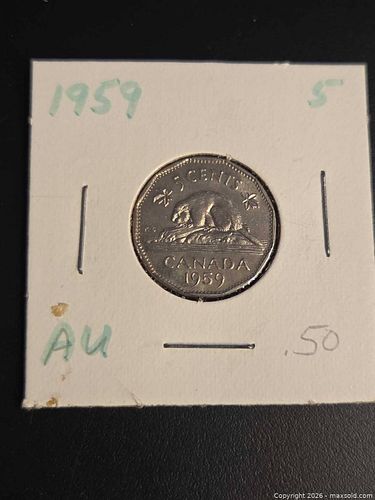 1959 5
5 CENTS
CANADA
1959
AU .50
Copyright 2026 - maxsold.com